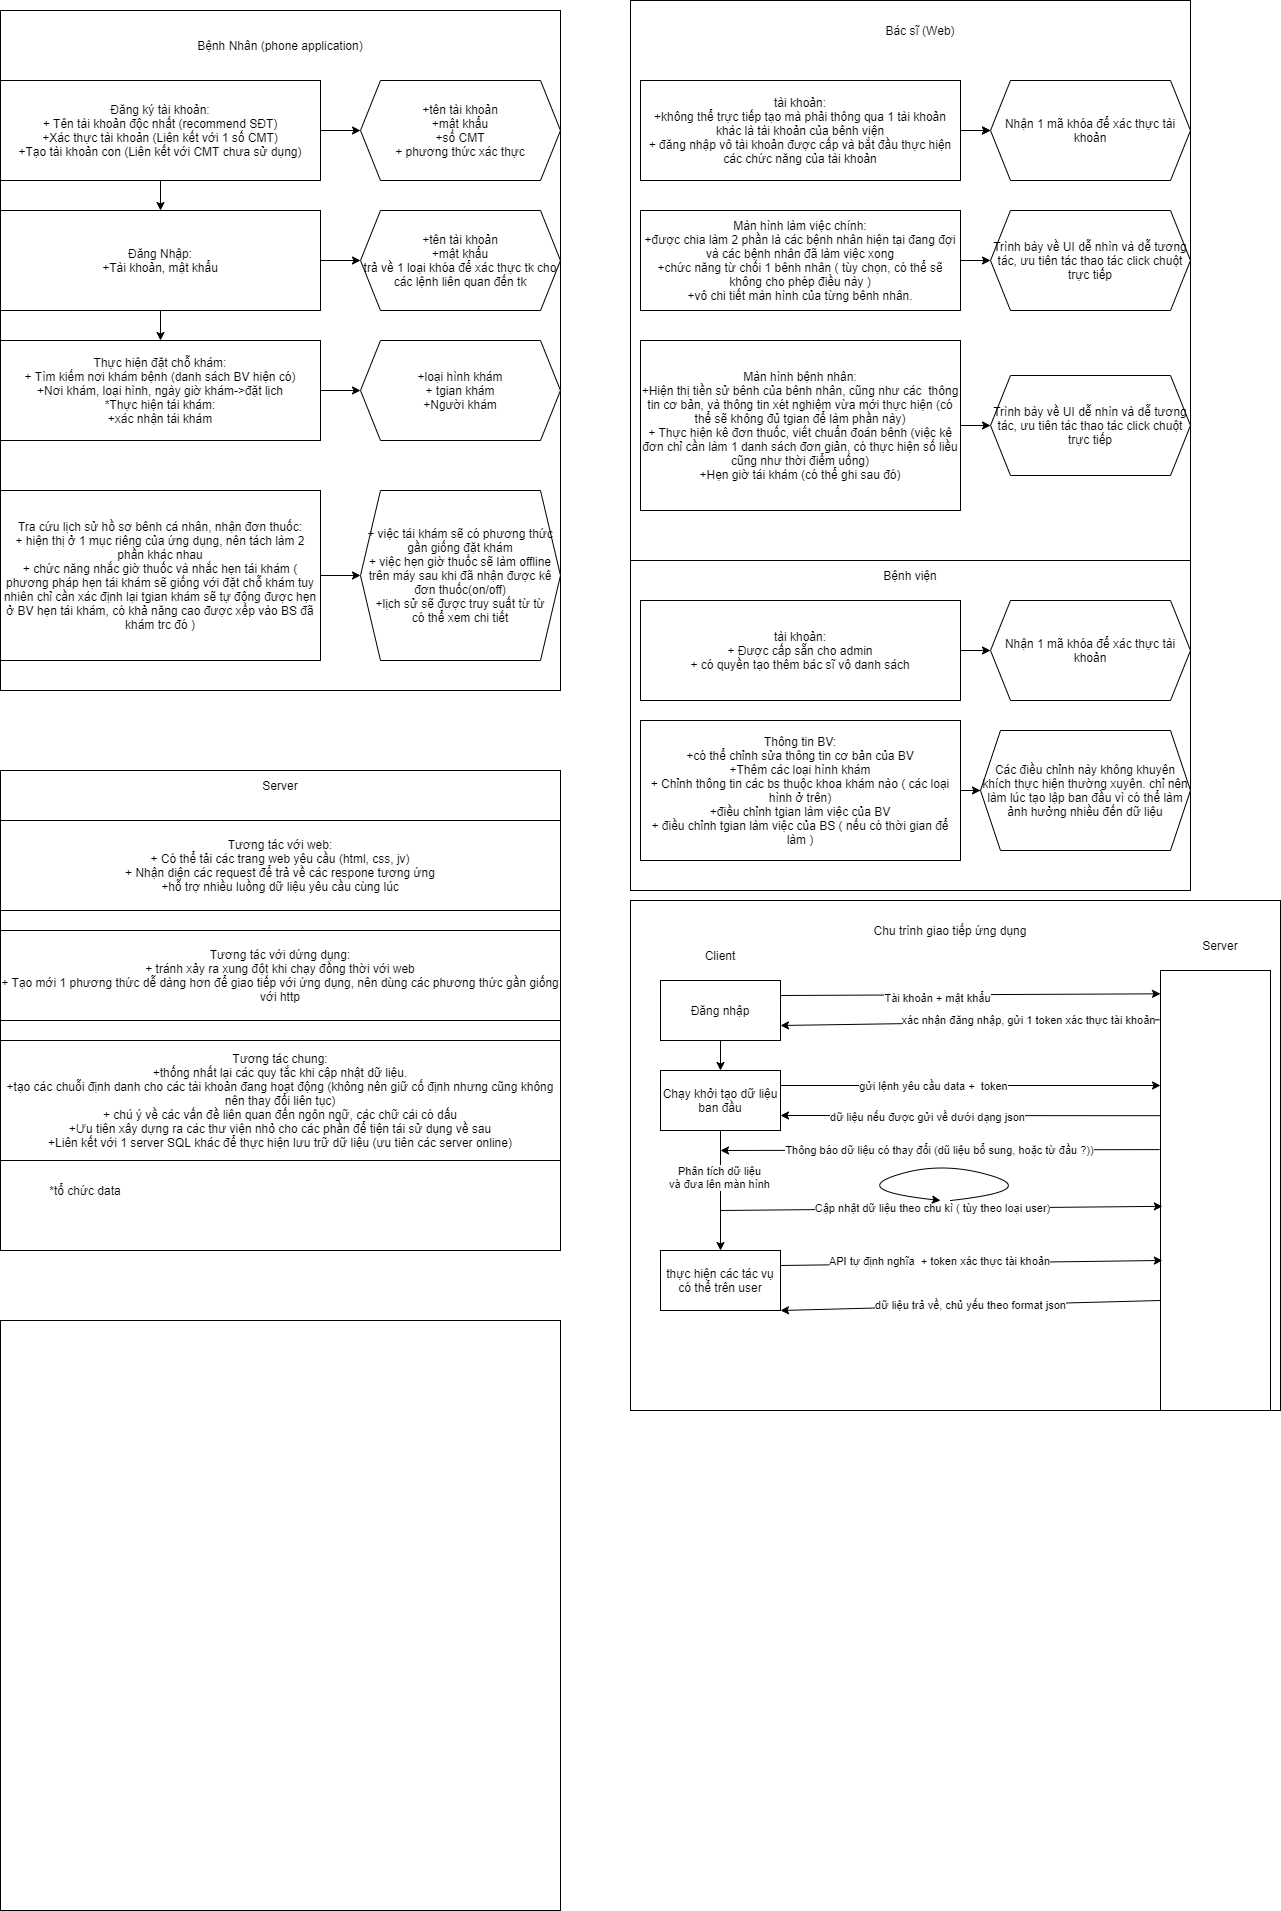 Bệnh Nhân (phone application)
Đăng ký tài khoản:
+ Tên tài khoản độc nhất (recommend SĐT)
+Xác thực tài khoản (Liên kết với 1 số CMT)
+Tạo tài khoản con (Liên kết với CMT chưa sử dụng)
+tên tài khoản
+mật khẩu
+số CMT
+ phương thức xác thực
Đăng Nhập:
+Tài khoản, mật khẩu
+tên tài khoản
+mật khẩu
trả về 1 loại khóa để xác thực tk cho
các lệnh liên quan đến tk
Thực hiện đặt chỗ khám:
+ Tìm kiếm nơi khám bệnh (danh sách BV hiện có)
+Nơi khám, loại hình, ngày giờ khám->đặt lịch
*Thực hiện tái khám:
+xác nhận tái khám
+loại hình khám
+ tgian khám
+Người khám
Tra cứu lịch sử hồ sơ bênh cá nhân, nhận đơn thuốc:
+ hiện thị ở 1 mục riêng của ứng dụng, nên tách làm 2
phần khác nhau
+ chức năng nhắc giờ thuốc và nhắc hẹn tái khám (
phương pháp hẹn tái khám sẽ giống với đặt chỗ khám tuy
nhiên chỉ cần xác định lại tgian khám sẽ tự động được hẹn
ở BV hẹn tái khám, có khả năng cao được xếp vào BS đã
khám trc đó )
+ việc tái khám sẽ có phương thức
gần giống đặt khám
+ việc hẹn giờ thuốc sẽ làm offline
trên máy sau khi đã nhận được kê
đơn thuốc(on/off)
+lịch sử sẽ được truy suất từ từ
có thể xem chi tiết
Bác sĩ (Web)
tài khoản:
+không thể trực tiếp tạo mà phải thông qua 1 tài khoản
khác là tài khoản của bênh viện
+ đăng nhập vô tài khoản được cấp và bắt đầu thực hiện
các chức năng của tài khoản
Nhận 1 mã khóa để xác thực tài
khoản
Màn hình làm việc chính:
+được chia làm 2 phần là các bệnh nhân hiện tại đang đợi
và các bệnh nhân đã làm việc xong
+chức năng từ chối 1 bênh nhân ( tùy chọn, có thể sẽ
không cho phép điều này )
+vô chi tiết màn hình của từng bênh nhân.
Trình bày về UI dễ nhìn và dễ tương
tác, ưu tiên tác thao tác click chuột
trực tiếp
Màn hình bệnh nhân:
+Hiện thị tiền sử bênh của bênh nhân, cũng như các  thông
tin cơ bản, và thông tin xét nghiệm vừa mới thực hiện (có
thể sẽ không đủ tgian để làm phần này)
+ Thực hiện kê đơn thuốc, viết chuẩn đoán bênh (việc kê
đơn chỉ cần làm 1 danh sách đơn giản, có thực hiện số liều
cũng như thời điểm uống)
+Hẹn giờ tái khám (có thể ghi sau đó)
Trình bày về UI dễ nhìn và dễ tương
tác, ưu tiên tác thao tác click chuột
trực tiếp
Bệnh viện
tài khoản:
+ Được cấp sẵn cho admin
+ có quyền tạo thêm bác sĩ vô danh sách
Nhận 1 mã khóa để xác thực tài
khoản
Thông tin BV:
+có thể chỉnh sửa thông tin cơ bản của BV
+Thêm các loại hình khám
+ Chỉnh thông tin các bs thuộc khoa khám nào ( các loại
hình ở trên)
+điều chỉnh tgian làm việc của BV
+ điều chỉnh tgian làm việc của BS ( nếu có thời gian để
làm )
Các điều chỉnh này không khuyên
khích thực hiện thường xuyên. chỉ nên
làm lúc tạo lập ban đầu vì có thể làm
ảnh hưởng nhiều đến dữ liệu
Server
Tương tác với web:
+ Có thể tải các trang web yêu cầu (html, css, jv)
+ Nhận diện các request để trả về các respone tương ứng
+hỗ trợ nhiều luồng dữ liệu yêu cầu cùng lúc
Tương tác với dứng dụng:
+ tránh xảy ra xung đột khi chạy đồng thời với web
+ Tạo mới 1 phương thức dễ dàng hơn để giao tiếp với ứng dụng, nên dùng các phương thức gần giống
với http
Tương tác chung:
+thống nhất lại các quy tắc khi cập nhật dữ liệu.
+tạo các chuỗi định danh cho các tài khoản đang hoạt động (không nên giữ cố định nhưng cũng không
nên thay đổi liên tục)
+ chú ý về các vấn đề liên quan đến ngôn ngữ, các chữ cái có dấu
+Ưu tiên xây dựng ra các thư viện nhỏ cho các phần để tiện tái sử dụng về sau
+Liên kết với 1 server SQL khác để thực hiện lưu trữ dữ liệu (ưu tiên các server online)
*tổ chức data
Chu trình giao tiếp ứng dụng
Client
Server
Đăng nhập
Tài khoản + mật khẩu
xác nhận đăng nhập, gửi 1 token xác thực tài khoản
Chạy khởi tạo dữ liệu
ban đầu
gửi lệnh yêu cầu data +  token
dữ liệu nếu được gửi về dưới dạng json
Thông báo dữ liệu có thay đổi (dũ liệu bổ sung, hoặc từ đầu ?))
Phân tích dữ liệu
và đưa lên màn hình
Cập nhật dữ liệu theo chu kì ( tùy theo loại user)
thực hiện các tác vụ
có thể trên user
API tự định nghĩa  + token xác thực tài khoản
dữ liệu trả về, chủ yếu theo format json